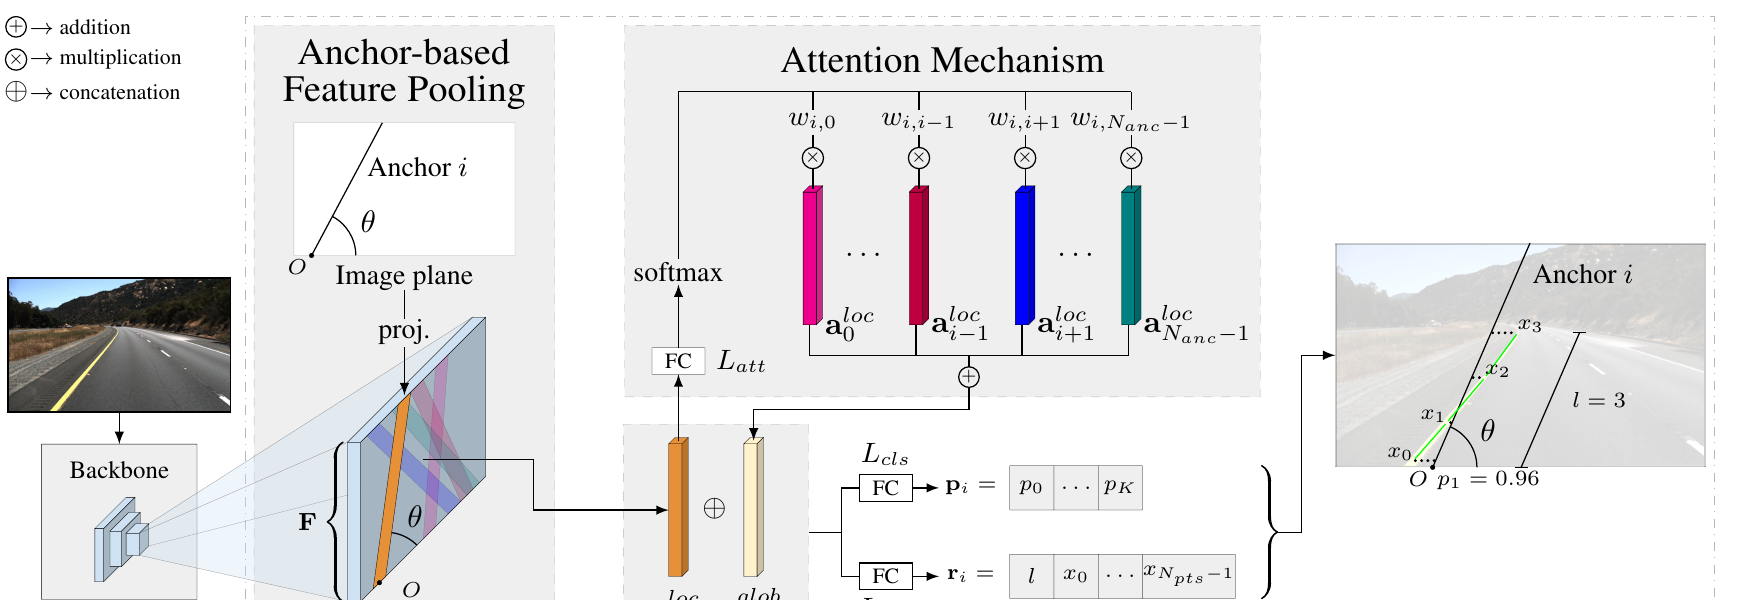 ⊕→ addition
⊗→ multiplication
⊕→ concatenation
Anchor-based
Feature Pooling
Anchor i
θ
O
Image plane
proj.
Backbone
F
θ
O
Attention Mechanism
w_{i,0} w_{i,i−1} w_{i,i+1} w_{i,N_{anc}−1}
× × × ×
... ...
softmax
a_0^{loc} a_{i−1}^{loc} a_{i+1}^{loc} a_{N_{anc}−1}^{loc}
FC L_{att}
+
⊕
loc glob
L_{cls}
FC p_i = p_0 ... p_K
FC r_i = l x_0 ... x_{N_{pts}−1}
Anchor i
x_3
x_2
l = 3
x_1
θ
x_0
O p_1 = 0.96